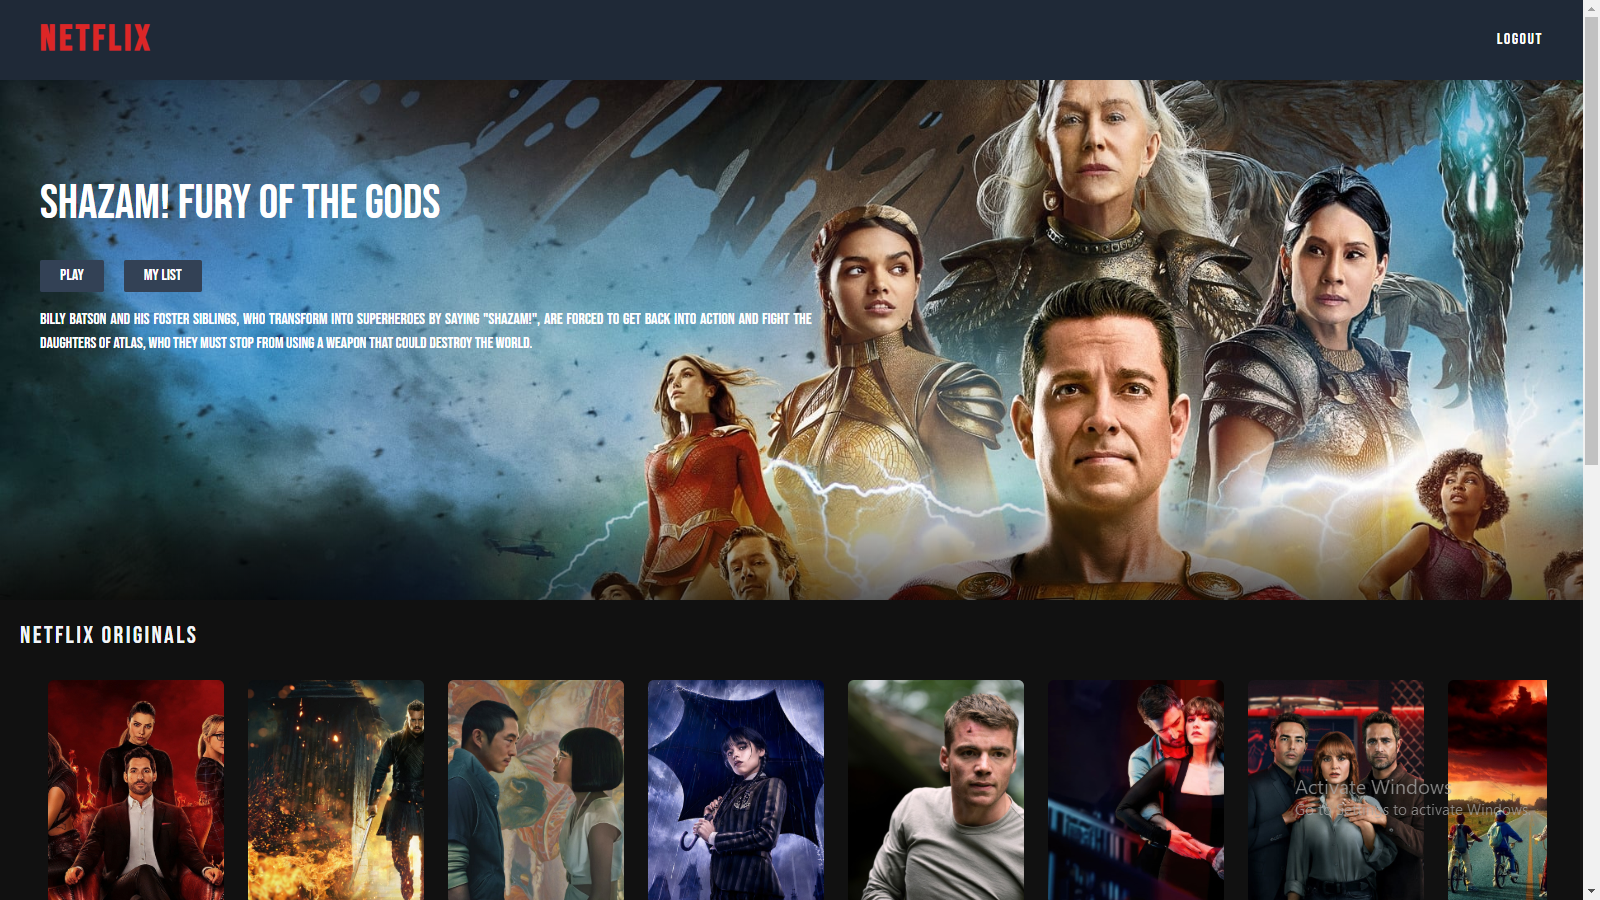 NETFLIX
LOGOUT
SHAZAM! FURY OF THE GODS
PLAY
MY LIST
BILLY BATSON AND HIS FOSTER SIBLINGS, WHO TRANSFORM INTO SUPERHEROES BY SAYING "SHAZAM!", ARE FORCED TO GET BACK INTO ACTION AND FIGHT THE
DAUGHTERS OF ATLAS, WHO THEY MUST STOP FROM USING A WEAPON THAT COULD DESTROY THE WORLD.
NETFLIX ORIGINALS
Activate Windows
Go to Settings to activate Windows.